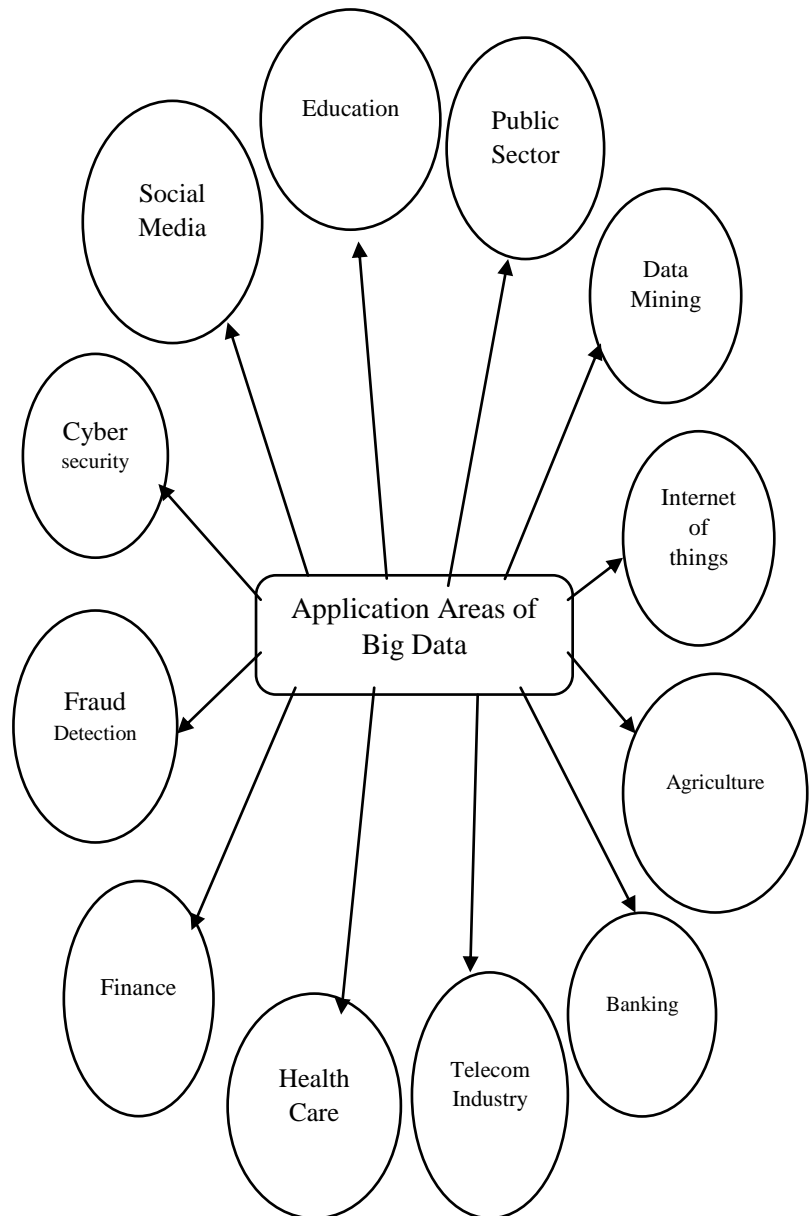 Education
Public
Sector
Social
Media
Data
Mining
Cyber
security
Internet
of
things
Application Areas of
Big Data
Fraud
Detection
Agriculture
Finance
Banking
Health
Care
Telecom
Industry